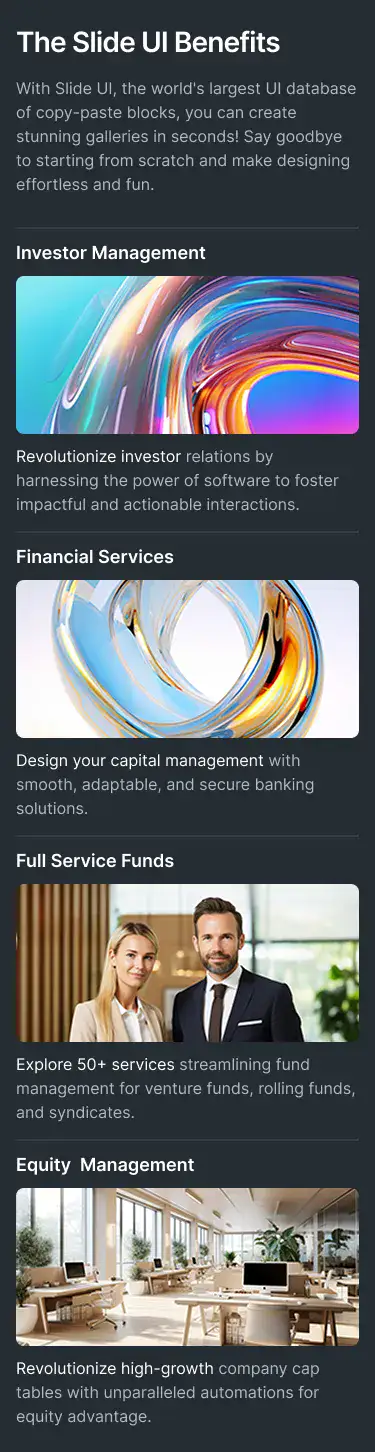 The Slide UI Benefits
With Slide UI, the world's largest UI database
of copy-paste blocks, you can create
stunning galleries in seconds! Say goodbye
to starting from scratch and make designing
effortless and fun.
Investor Management
Revolutionize investor relations by
harnessing the power of software to foster
impactful and actionable interactions.
Financial Services
Design your capital management with
smooth, adaptable, and secure banking
solutions.
Full Service Funds
Explore 50+ services streamlining fund
management for venture funds, rolling funds,
and syndicates.
Equity  Management
Revolutionize high-growth company cap
tables with unparalleled automations for
equity advantage.